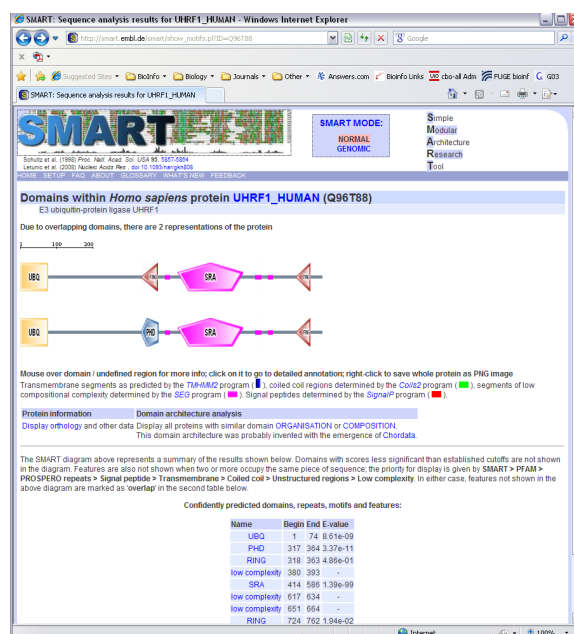 SMART: Sequence analysis results for UHRF1_HUMAN - Windows Internet Explorer
http://smart.embl.de/smart/show_motifs.pl?ID=Q96T88
Google
Suggested Sites BioInfo Biology Journals Other Answers.com Bioinfo Links cbo-all Adm FUGE bioinf G03
SMART: Sequence analysis results for UHRF1_HUMAN
SMART
SMART MODE:
NORMAL
GENOMIC
Simple
Modular
Architecture
Research
Tool
Schultz et al. (1998) Proc. Natl. Acad. Sci. USA 95, 5857-5864
Letunic et al. (2008) Nucleic Acids Res , doi:10.1093/nar/gkn808
HOME SETUP FAQ ABOUT GLOSSARY WHAT'S NEW FEEDBACK
Domains within Homo sapiens protein UHRF1_HUMAN (Q96T88)
E3 ubiquitin-protein ligase UHRF1
Due to overlapping domains, there are 2 representations of the protein
1 100 200
UBQ RING SRA RING
UBQ PHD SRA RING
Mouse over domain / undefined region for more info; click on it to go to detailed annotation; right-click to save whole protein as PNG image
Transmembrane segments as predicted by the TMHMM2 program ( ), coiled coil regions determined by the Coils2 program ( ), segments of low
compositional complexity determined by the SEG program ( ). Signal peptides determined by the SignalP program ( ).
Protein information Domain architecture analysis
Display orthology and other data Display all proteins with similar domain ORGANISATION or COMPOSITION.
This domain architecture was probably invented with the emergence of Chordata.
The SMART diagram above represents a summary of the results shown below. Domains with scores less significant than established cutoffs are not shown
in the diagram. Features are also not shown when two or more occupy the same piece of sequence; the priority for display is given by SMART > PFAM >
PROSPERO repeats > Signal peptide > Transmembrane > Coiled coil > Unstructured regions > Low complexity. In either case, features not shown in the
above diagram are marked as 'overlap' in the second table below.
Confidently predicted domains, repeats, motifs and features:
Name Begin End E-value
UBQ 1 74 8.61e-09
PHD 317 364 3.37e-11
RING 318 363 4.86e-01
low complexity 380 393 -
SRA 414 586 1.39e-99
low complexity 617 634 -
low complexity 651 664 -
RING 724 762 1.94e-02
Internet 100%